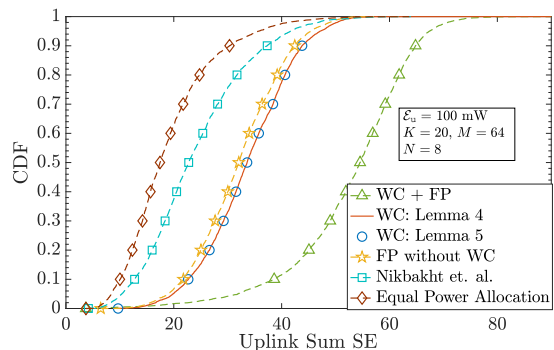 1
0.9
0.8
0.7
0.6
0.5
0.4
0.3
0.2
0.1
0
CDF
ℰu = 100 mW
K = 20, M = 64
N = 8
WC + FP
WC: Lemma 4
WC: Lemma 5
FP without WC
Nikbakht et. al.
Equal Power Allocation
0 20 40 60 80
Uplink Sum SE